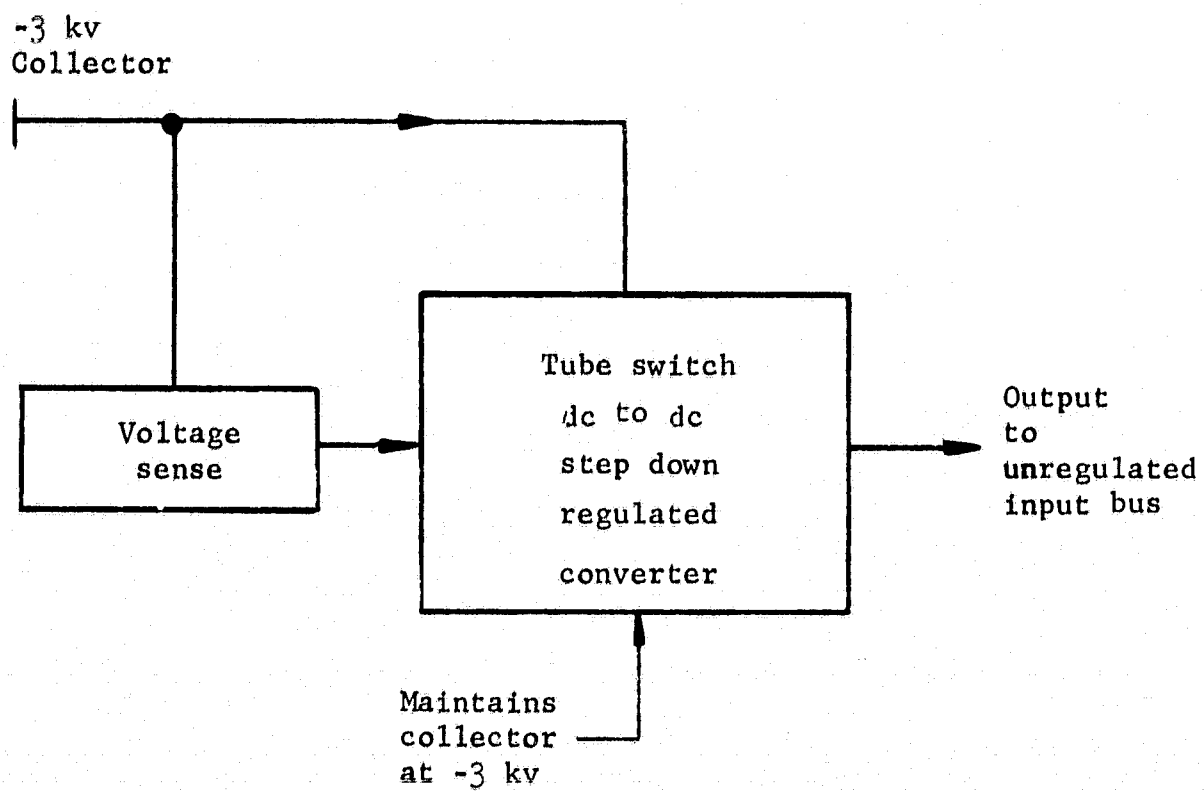 -3 kv
Collector
Voltage
sense
Tube switch
dc to dc
step down
regulated
converter
Output
to
unregulated
input bus
Maintains
collector
at -3 kv